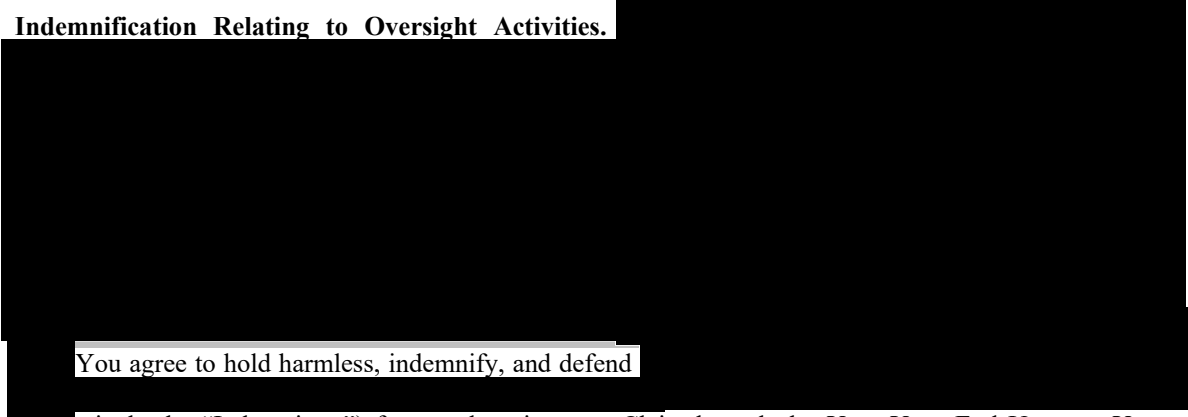 Indemnification Relating to Oversight Activities.
You agree to hold harmless, indemnify, and defend